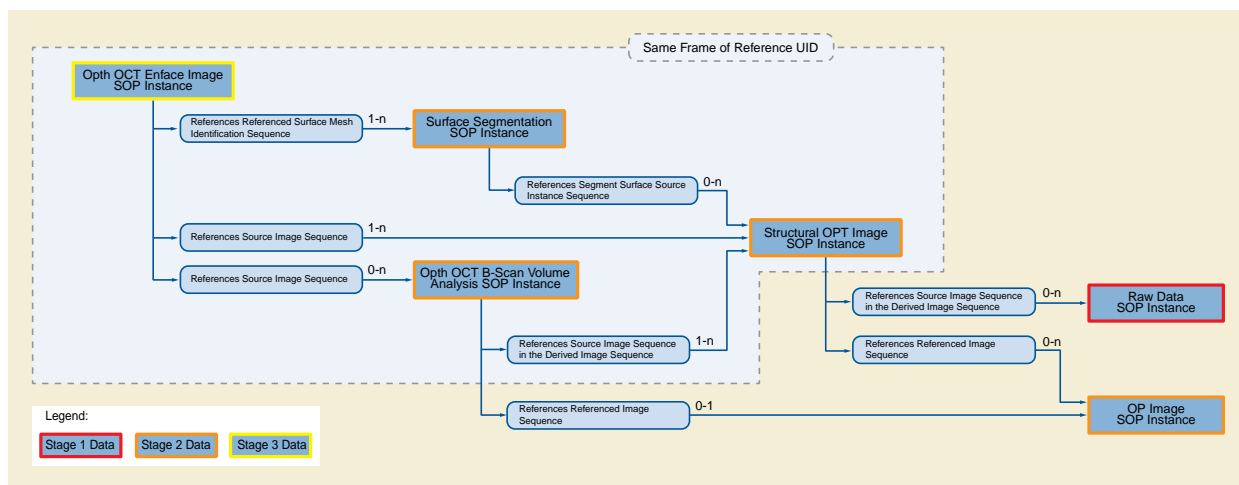 Same Frame of Reference UID
Opth OCT Enface Image
SOP Instance
References Referenced Surface Mesh
Identification Sequence
1-n
Surface Segmentation
SOP Instance
References Segment Surface Source
Instance Sequence
0-n
References Source Image Sequence
1-n
Structural OPT Image
SOP Instance
References Source Image Sequence
0-n
Opth OCT B-Scan Volume
Analysis SOP Instance
References Source Image Sequence
in the Derived Image Sequence
0-n
Raw Data
SOP Instance
References Source Image Sequence
in the Derived Image Sequence
1-n
References Referenced Image
Sequence
0-n
References Referenced Image
Sequence
0-1
OP Image
SOP Instance
Legend:
Stage 1 Data
Stage 2 Data
Stage 3 Data